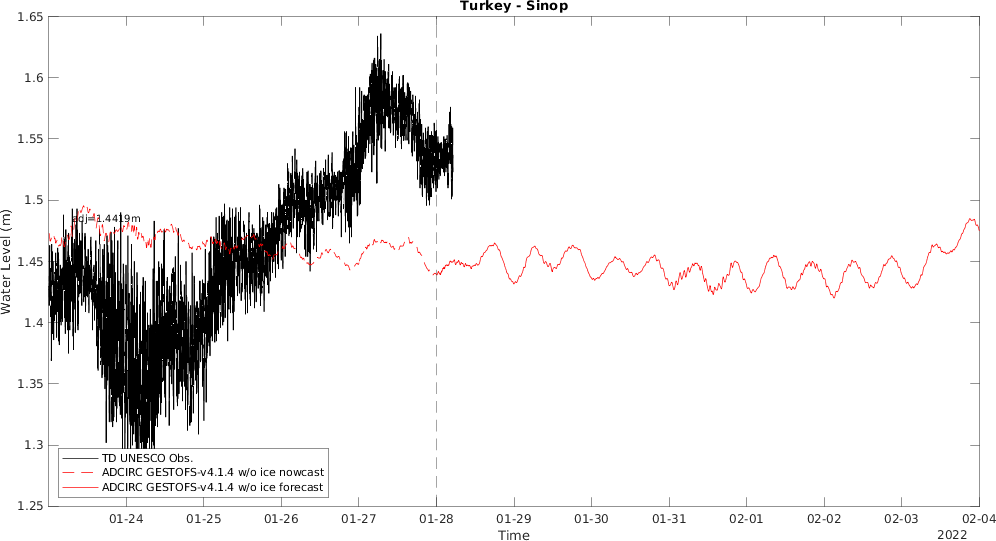 Turkey - Sinop
Water Level (m)
1.65
1.6
1.55
1.5
1.45
1.4
1.35
1.3
1.25
adj=1.4419m
TD UNESCO Obs.
ADCIRC GESTOFS-v4.1.4 w/o ice nowcast
ADCIRC GESTOFS-v4.1.4 w/o ice forecast
01-24 01-25 01-26 01-27 01-28 01-29 01-30 01-31 02-01 02-02 02-03 02-04
Time
2022